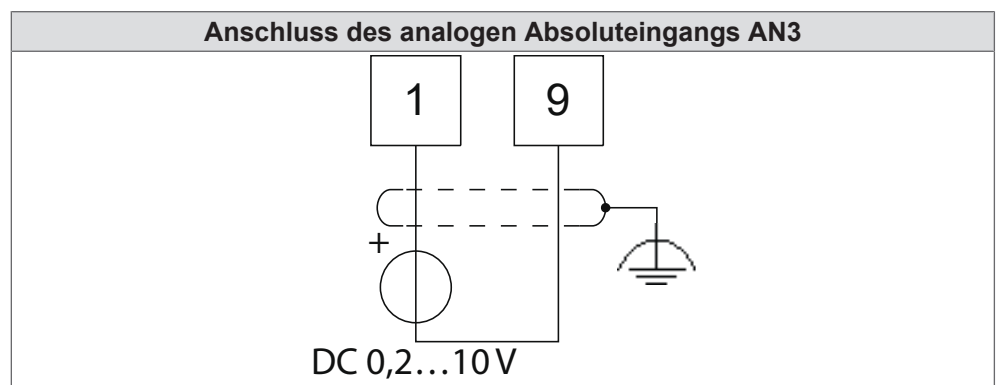 Anschluss des analogen Absoluteingangs AN3
1 9
+
DC 0,2…10 V